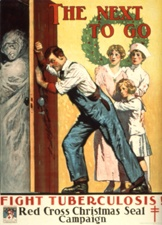 THE NEXT
TO GO
FIGHT TUBERCULOSIS!
Red Cross Christmas Seal
Campaign